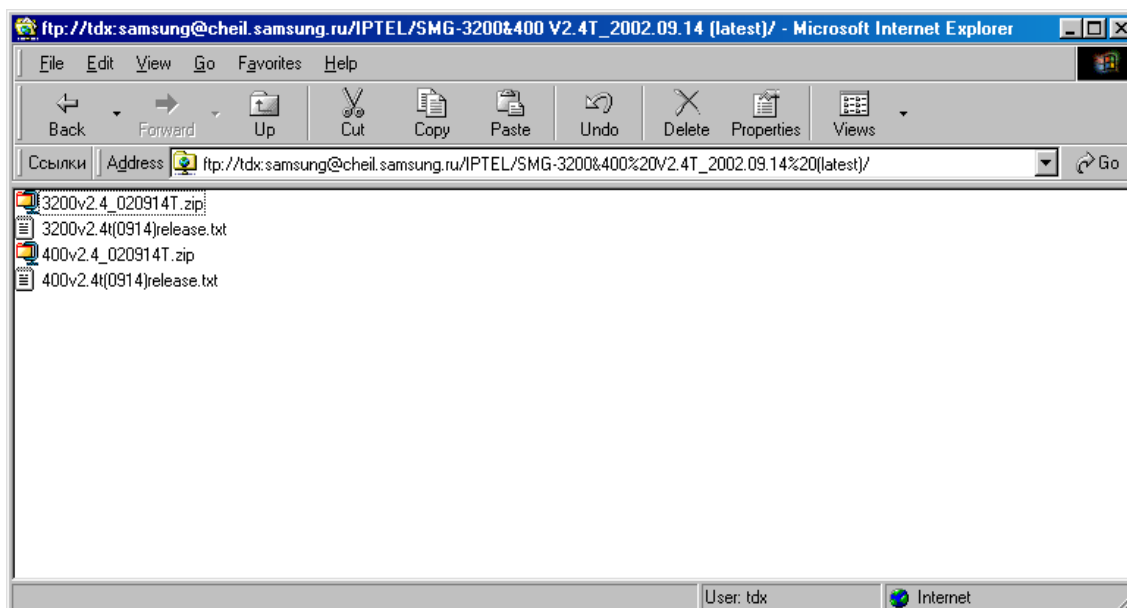 ftp://tdx:samsung@cheil.samsung.ru/IPTEL/SMG-3200&400 V2.4T_2002.09.14 (latest)/ - Microsoft Internet Explorer
File Edit View Go Favorites Help
Back Forward Up Cut Copy Paste Undo Delete Properties Views
Ссылки Address ftp://tdx:samsung@cheil.samsung.ru/IPTEL/SMG-3200&400%20V2.4T_2002.09.14%20(latest)/ Go
3200v2.4_020914T.zip
3200v2.4t(0914)release.txt
400v2.4_020914T.zip
400v2.4t(0914)release.txt
User: tdx Internet